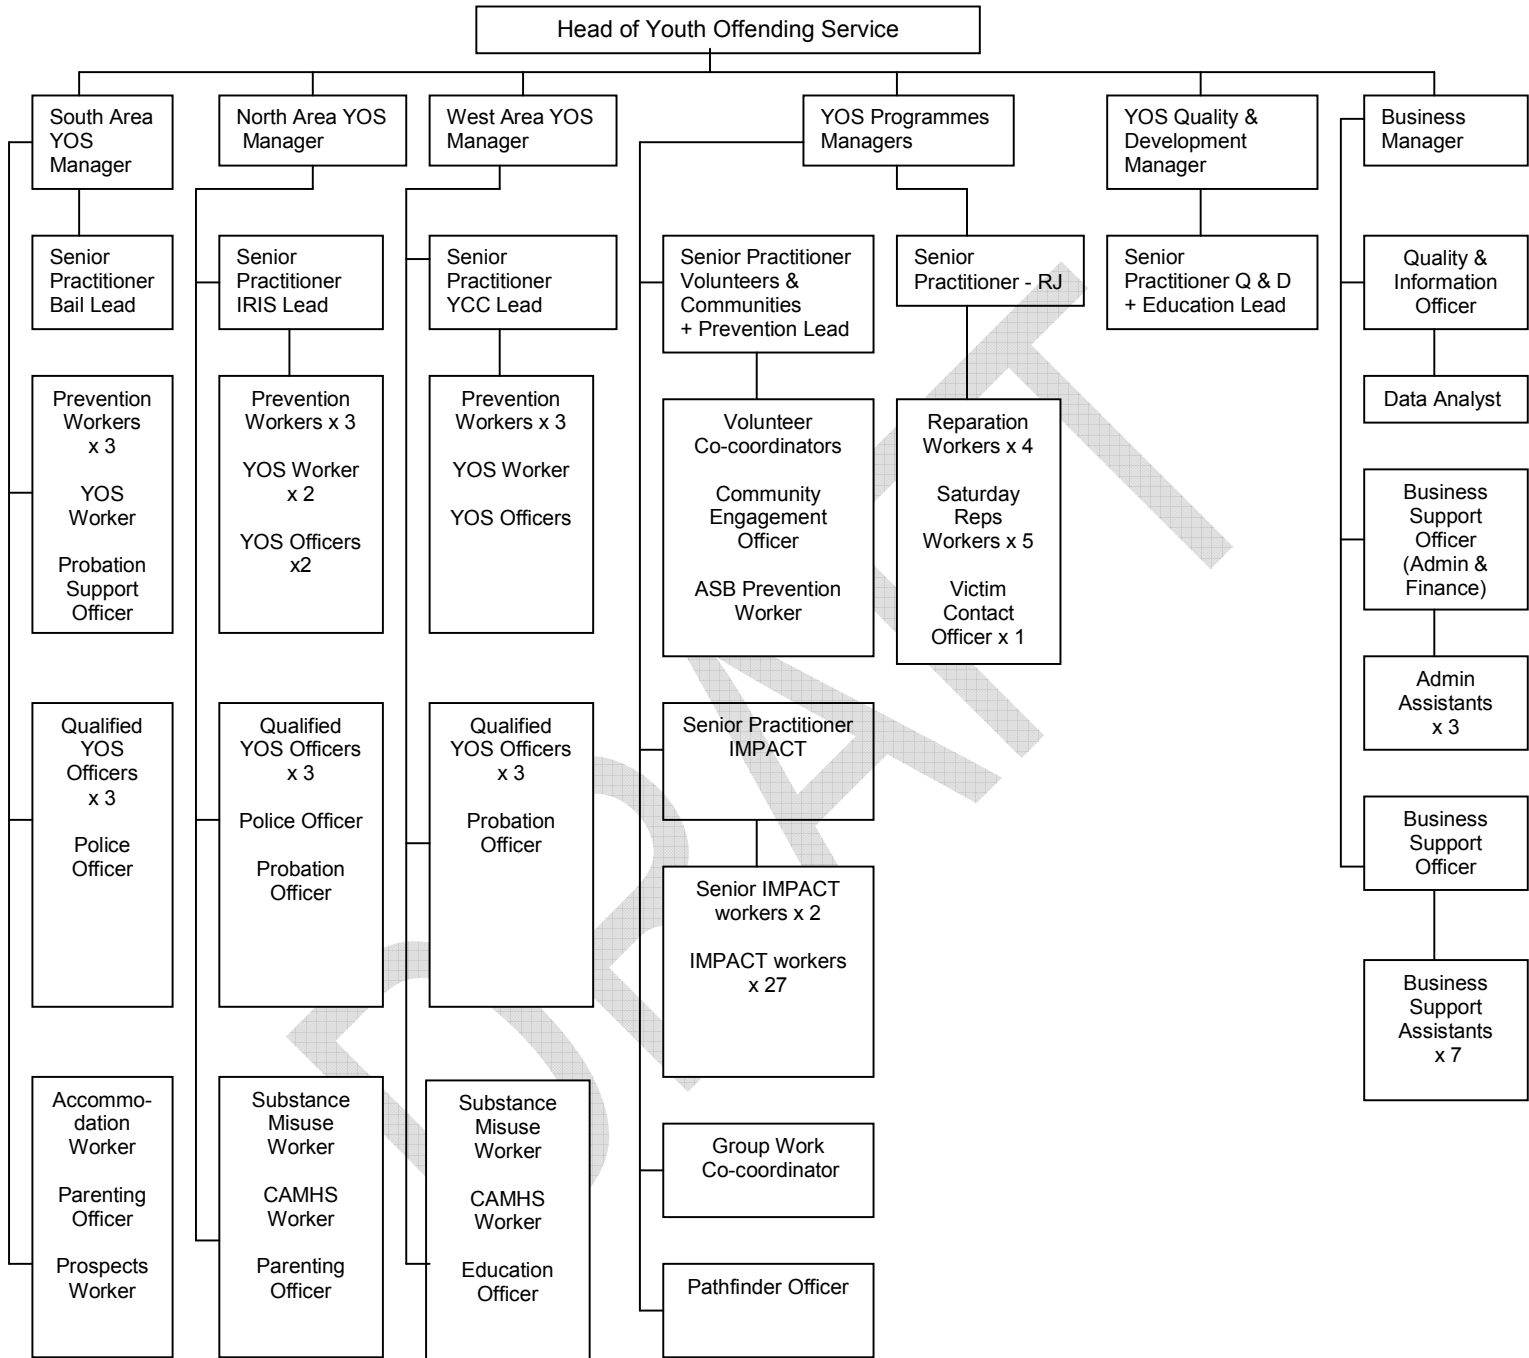 Head of Youth Offending Service
South Area
YOS
Manager
North Area YOS
Manager
West Area YOS
Manager
YOS Programmes
Managers
YOS Quality &
Development
Manager
Business
Manager
Senior
Practitioner
Bail Lead
Senior
Practitioner
IRIS Lead
Senior
Practitioner
YCC Lead
Senior Practitioner
Volunteers &
Communities
+ Prevention Lead
Senior
Practitioner - RJ
Senior
Practitioner Q & D
+ Education Lead
Quality &
Information
Officer
Prevention
Workers
x 3
YOS
Worker
Probation
Support
Officer
Prevention
Workers x 3
YOS Worker
x 2
YOS Officers
x2
Prevention
Workers x 3
YOS Worker
YOS Officers
Volunteer
Co-coordinators
Community
Engagement
Officer
ASB Prevention
Worker
Reparation
Workers x 4
Saturday
Reps
Workers x 5
Victim
Contact
Officer x 1
Data Analyst
Business
Support
Officer
(Admin &
Finance)
Admin
Assistants
x 3
Qualified
YOS
Officers
x 3
Police
Officer
Qualified
YOS Officers
x 3
Police Officer
Probation
Officer
Qualified
YOS Officers
x 3
Probation
Officer
Senior Practitioner
IMPACT
Senior IMPACT
workers x 2
IMPACT workers
x 27
Business
Support
Officer
Business
Support
Assistants
x 7
Accommo-
dation
Worker
Parenting
Officer
Prospects
Worker
Substance
Misuse
Worker
CAMHS
Worker
Parenting
Officer
Substance
Misuse
Worker
CAMHS
Worker
Education
Officer
Group Work
Co-coordinator
Pathfinder Officer
DRAFT